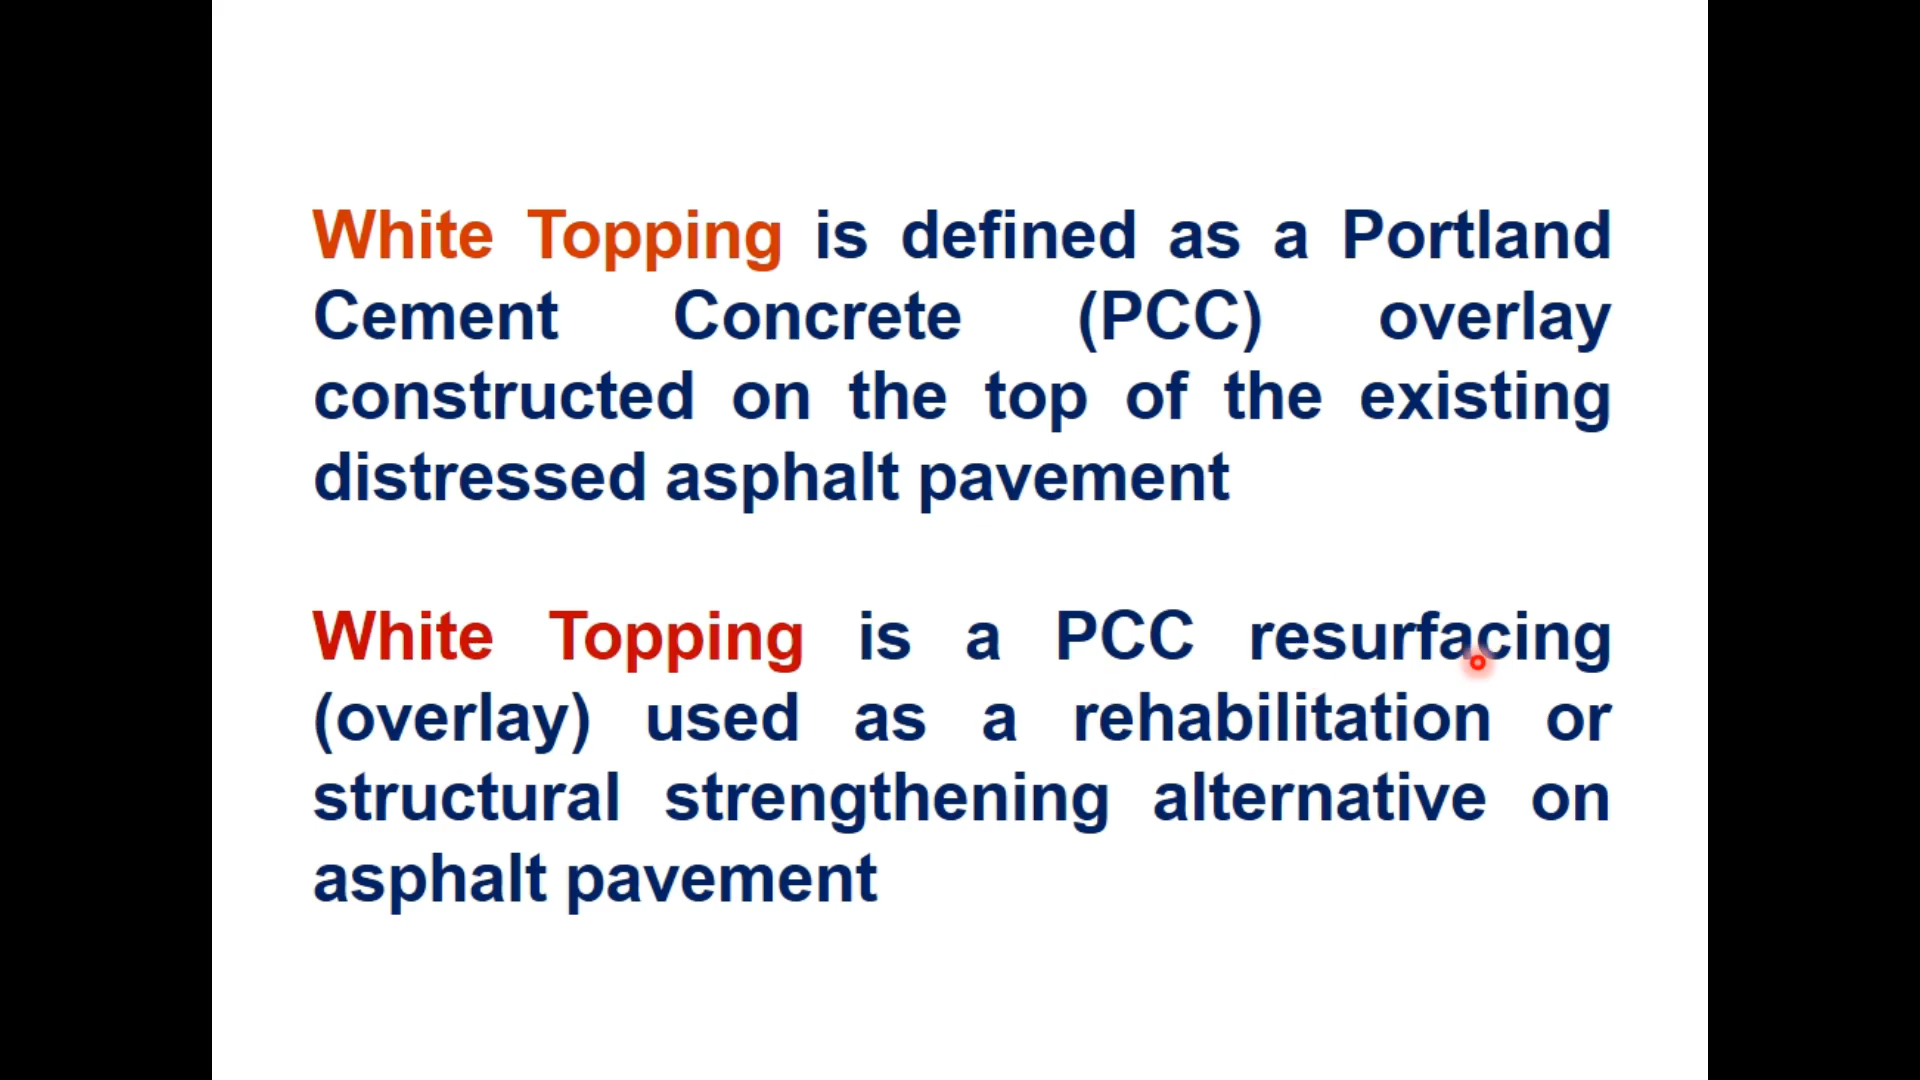 White Topping is defined as a Portland
Cement Concrete (PCC) overlay
constructed on the top of the existing
distressed asphalt pavement
White Topping is a PCC resurfacing
(overlay) used as a rehabilitation or
structural strengthening alternative on
asphalt pavement